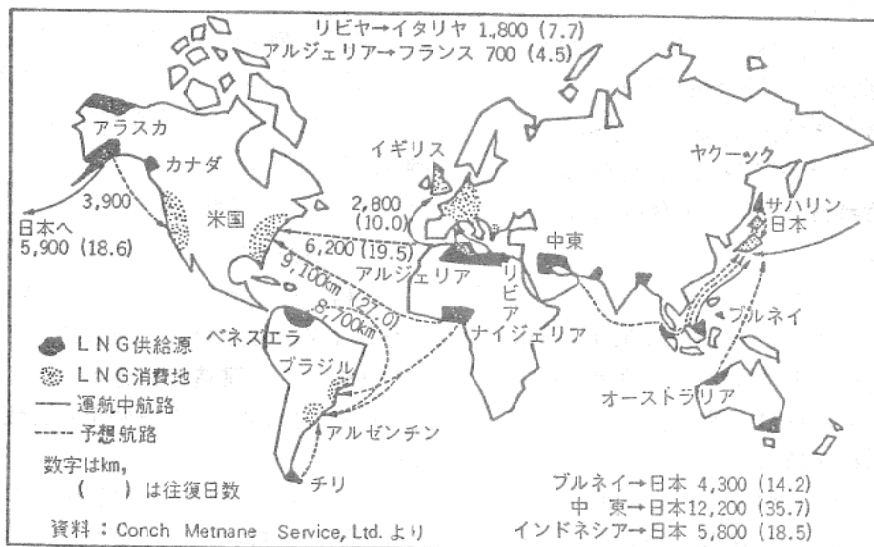 リビヤ→イタリヤ 1,800 (7.7)
アルジェリア→フランス 700 (4.5)
アラスカ
カナダ
イギリス
ヤクーック
3,900
米国
2,800
(10.0)
サハリン
日本
日本へ
5,900 (18.6)
6,200 (19.5)
中東
アルジェリア
リビア
9,100km (27.0)
8,700km
ナイジェリア
ブルネイ
ベネズエラ
ブラジル
オーストラリア
アルゼンチン
チリ
LNG供給源
LNG消費地
運航中航路
予想航路
数字はkm,
( )は往復日数
ブルネイ→日本 4,300 (14.2)
中 東→日本12,200 (35.7)
インドネシア→日本 5,800 (18.5)
資料:Conch Metnane Service, Ltd. より